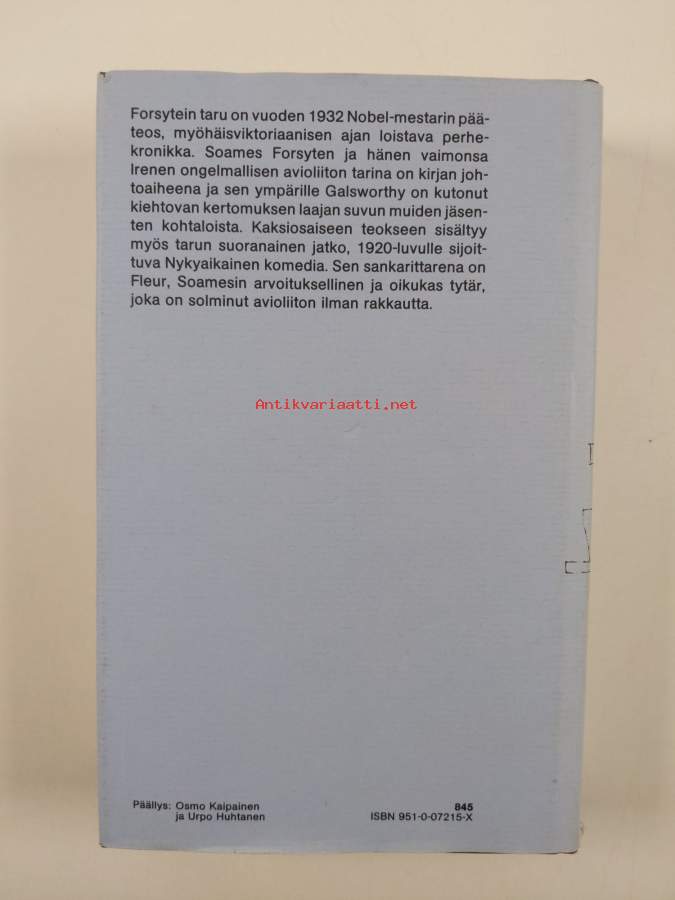 Forsytein taru on vuoden 1932 Nobel-mestarin pää-
teos, myöhäisviktoriaanisen ajan loistava perhe-
kronikka. Soames Forsyten ja hänen vaimonsa
Irenen ongelmallisen avioliiton tarina on kirjan joh-
toaiheena ja sen ympärille Galsworthy on kutonut
kiehtovan kertomuksen laajan suvun muiden jäsen-
ten kohtaloista. Kaksiosaiseen teokseen sisältyy
myös tarun suoranainen jatko, 1920-luvulle sijoit-
tuva Nykyaikainen komedia. Sen sankarittarena on
Fleur, Soamesin arvoituksellinen ja oikukas tytär,
joka on solminut avioliiton ilman rakkautta.
Antikvariaatti.net
Päällys: Osmo Kaipainen
ja Urpo Huhtanen
845
ISBN 951-0-07215-X